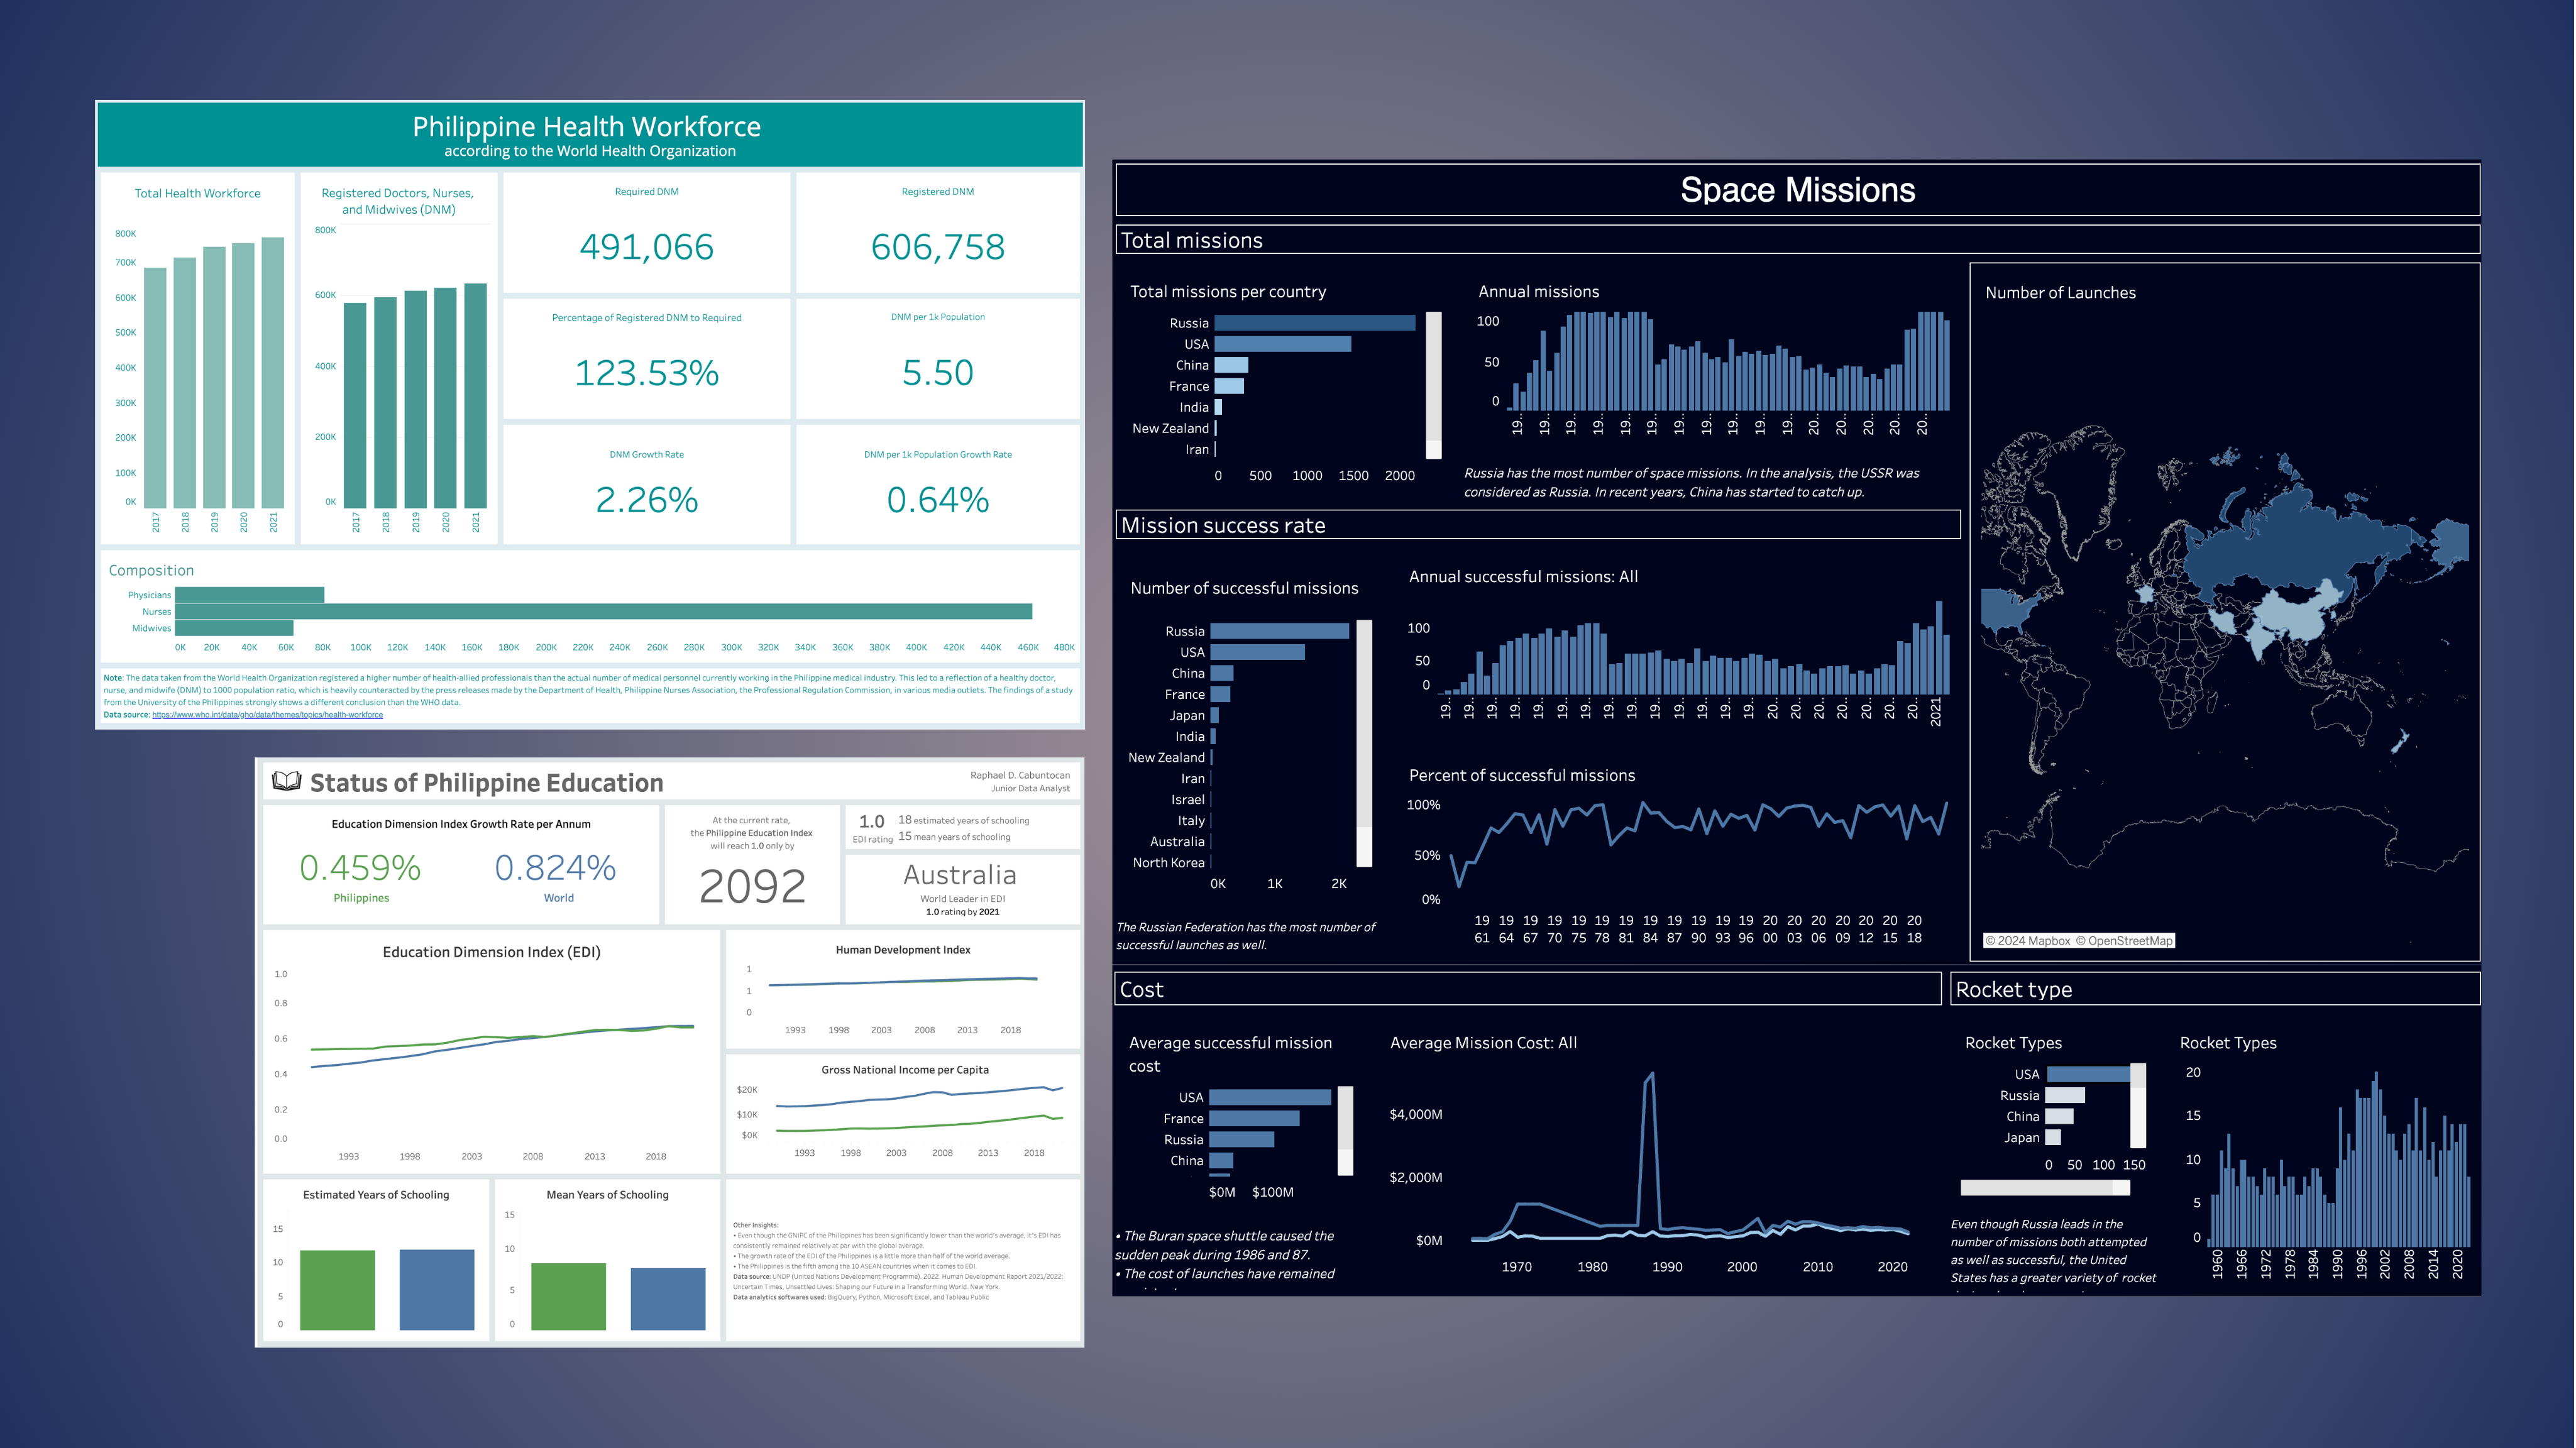 Philippine Health Workforce
according to the World Health Organization
Total Health Workforce
800K
700K
600K
500K
400K
300K
200K
100K
0K
2017
2018
2019
2020
2021
Registered Doctors, Nurses,
and Midwives (DNM)
800K
600K
400K
200K
0K
2017
2018
2019
2020
2021
Required DNM
491,066
Registered DNM
606,758
Percentage of Registered DNM to Required
123.53%
DNM per 1k Population
5.50
DNM Growth Rate
2.26%
DNM per 1k Population Growth Rate
0.64%
Composition
Physicians
Nurses
Midwives
0K 20K 40K 60K 80K 100K 120K 140K 160K 180K 200K 220K 240K 260K 280K 300K 320K 340K 360K 380K 400K 420K 440K 460K 480K
Note: The data taken from the World Health Organization registered a higher number of health-allied professionals than the actual number of medical personnel currently working in the Philippine medical industry. This led to a reflection of a healthy doctor,
nurse, and midwife (DNM) to 1000 population ratio, which is heavily counteracted by the press releases made by the Department of Health, Philippine Nurses Association, the Professional Regulation Commission, in various media outlets. The findings of a study
from the University of the Philippines strongly shows a different conclusion than the WHO data.
Data source: https://www.who.int/data/gho/data/themes/topics/health-workforce
Status of Philippine Education
Raphael D. Cabuntocan
Junior Data Analyst
Education Dimension Index Growth Rate per Annum
0.459%
Philippines
0.824%
World
At the current rate,
the Philippine Education Index
will reach 1.0 only by
2092
1.0
EDI rating
18 estimated years of schooling
15 mean years of schooling
Australia
World Leader in EDI
1.0 rating by 2021
Education Dimension Index (EDI)
1.0
0.8
0.6
0.4
0.2
0.0
1993 1998 2003 2008 2013 2018
Human Development Index
1
1
0
1993 1998 2003 2008 2013 2018
Gross National Income per Capita
$20K
$10K
$0K
1993 1998 2003 2008 2013 2018
Estimated Years of Schooling
15
10
5
0
Mean Years of Schooling
15
10
5
0
Other Insights:
• Even though the GNIPC of the Philippines has been significantly lower than the world's average, it's EDI has
consistently remained relatively at par with the global average.
• The growth rate of the EDI of the Philippines is a little more than half of the world average.
• The Philippines is the fifth among the 10 ASEAN countries when it comes to EDI.
Data source: UNDP (United Nations Development Programme). 2022. Human Development Report 2021/2022:
Uncertain Times, Unsettled Lives: Shaping our Future in a Transforming World. New York.
Data analytics softwares used: BigQuery, Python, Microsoft Excel, and Tableau Public
Space Missions
Total missions
Total missions per country
Russia
USA
China
France
India
New Zealand
Iran
0 500 1000 1500 2000
Annual missions
100
50
0
19.. 19.. 19.. 19.. 19.. 19.. 19.. 19.. 19.. 19.. 19.. 20.. 20.. 20.. 20.. 20..
Russia has the most number of space missions. In the analysis, the USSR was
considered as Russia. In recent years, China has started to catch up.
Number of Launches
© 2024 Mapbox © OpenStreetMap
Mission success rate
Number of successful missions
Russia
USA
China
France
Japan
India
New Zealand
Iran
Israel
Italy
Australia
North Korea
0K 1K 2K
The Russian Federation has the most number of
successful launches as well.
Annual successful missions: All
100
50
0
19.. 19.. 19.. 19.. 19.. 19.. 19.. 19.. 19.. 19.. 19.. 19.. 19.. 19.. 20.. 20.. 20.. 20.. 20.. 20.. 20.. 2021
Percent of successful missions
100%
50%
0%
19 19 19 19 19 19 19 19 19 19 19 19 20 20 20 20 20 20 20
61 64 67 70 75 78 81 84 87 90 93 96 00 03 06 09 12 15 18
Cost
Average successful mission
cost
USA
France
Russia
China
$0M $100M
• The Buran space shuttle caused the
sudden peak during 1986 and 87.
• The cost of launches have remained
Average Mission Cost: All
$4,000M
$2,000M
$0M
1970 1980 1990 2000 2010 2020
Rocket type
Rocket Types
USA
Russia
China
Japan
0 50 100 150
Even though Russia leads in the
number of missions both attempted
as well as successful, the United
States has a greater variety of rocket
Rocket Types
20
15
10
5
0
1960 1966 1972 1978 1984 1990 1996 2002 2008 2014 2020